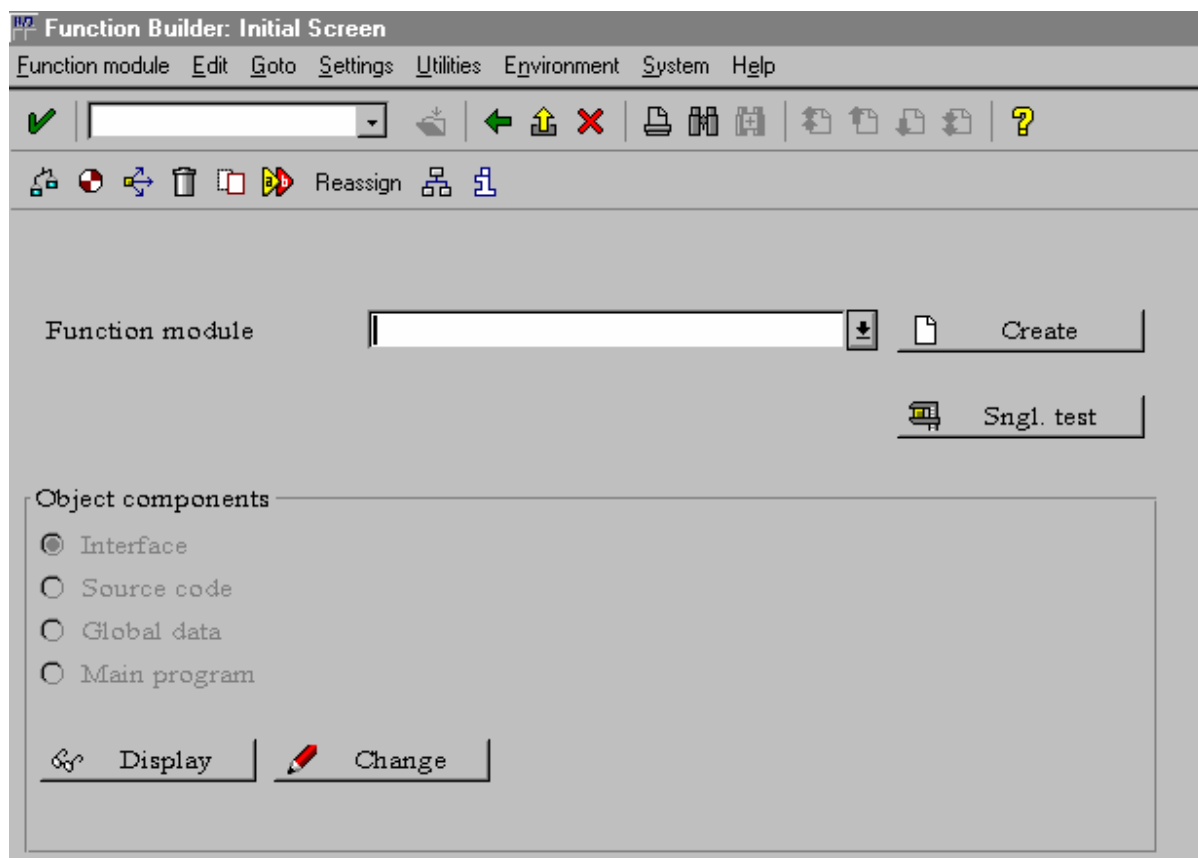 Function Builder: Initial Screen
Function module Edit Goto Settings Utilities Environment System Help
Reassign
Function module
Create
Sngl. test
Object components
Interface
Source code
Global data
Main program
Display Change